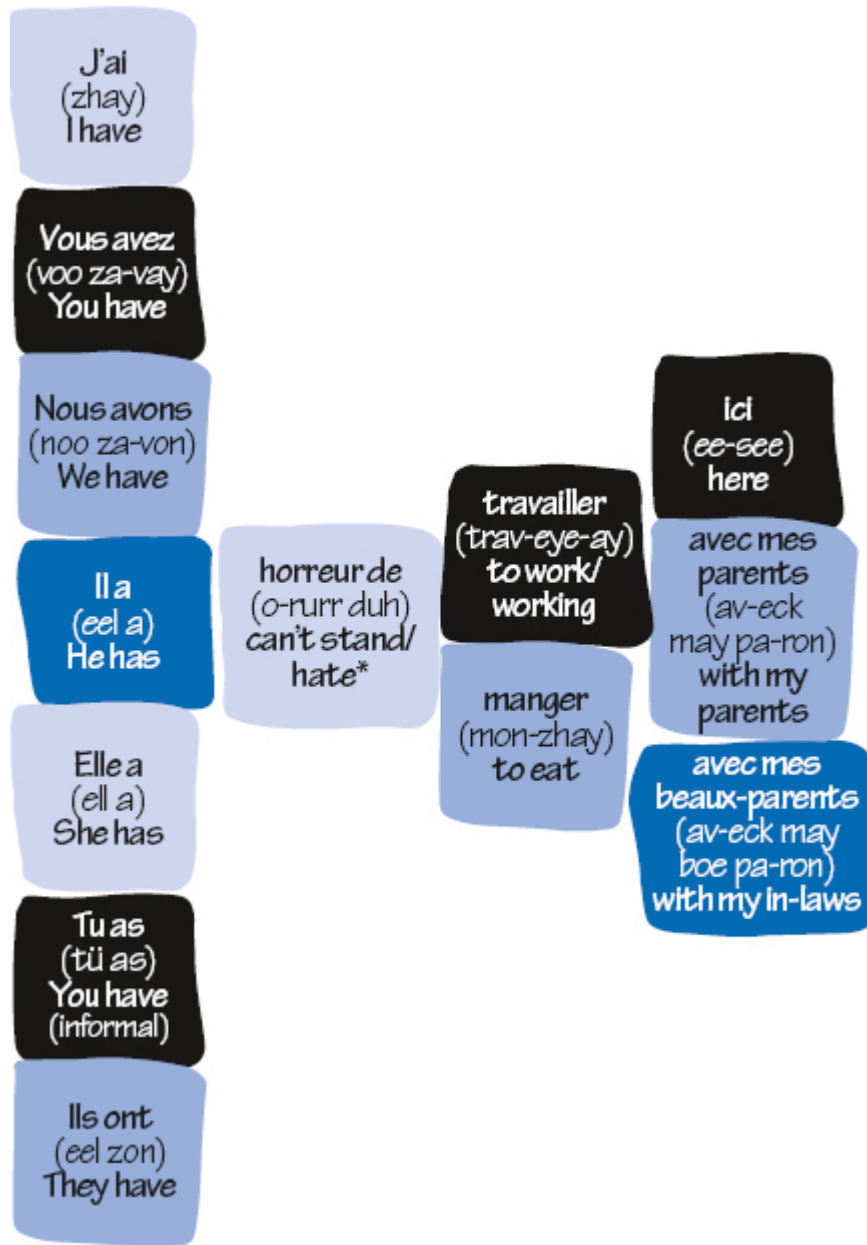 J'ai
(zhay)
I have
Vous avez
(voo za-vay)
You have
Nous avons
(noo za-von)
We have
Il a
(eel a)
He has
Elle a
(ell a)
She has
Tu as
(tü as)
You have
(informal)
Ils ont
(eel zon)
They have
horreur de
(o-rurr duh)
can't stand/
hate*
travailler
(trav-eye-ay)
to work/
working
manger
(mon-zhay)
to eat
ici
(ee-see)
here
avec mes
parents
(av-eck
may pa-ron)
with my
parents
avec mes
beaux-parents
(av-eck may
boe pa-ron)
with my in-laws